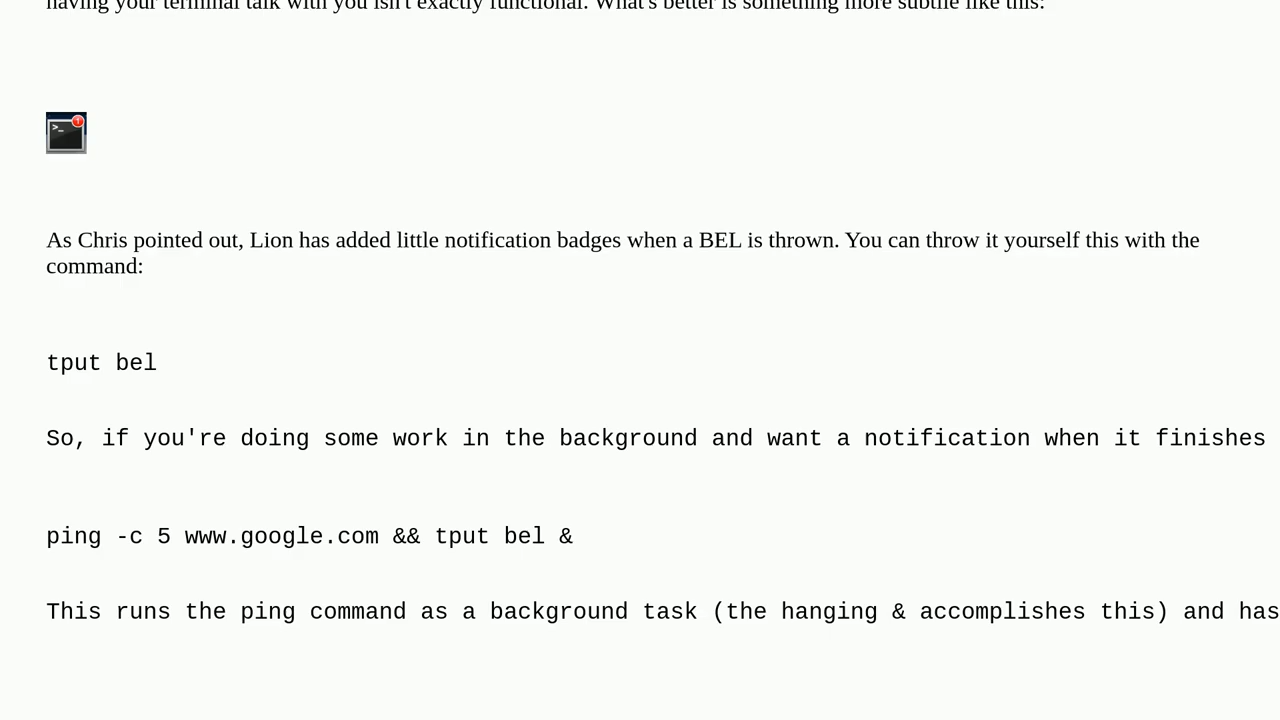 having your terminal talk with you isn't exactly functional. What's better is something more subtile like this:
As Chris pointed out, Lion has added little notification badges when a BEL is thrown. You can throw it yourself this with the
command:
tput bel
So, if you're doing some work in the background and want a notification when it finishes
ping -c 5 www.google.com && tput bel &
This runs the ping command as a background task (the hanging & accomplishes this) and has